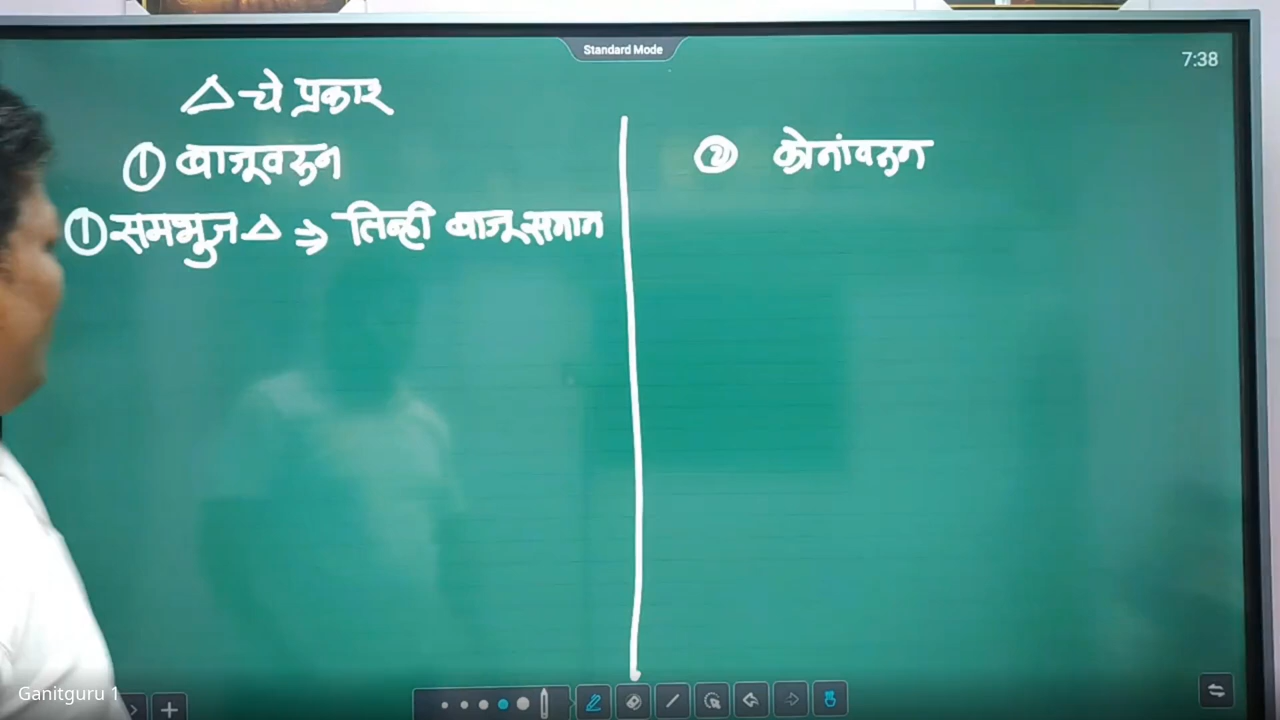 Standard Mode
7:38
△-चे प्रकार
① बाजूवरुन
① समभुज △ ⇒ तिन्ही बाजू समान
② कोनांवरुन
Ganitguru 1